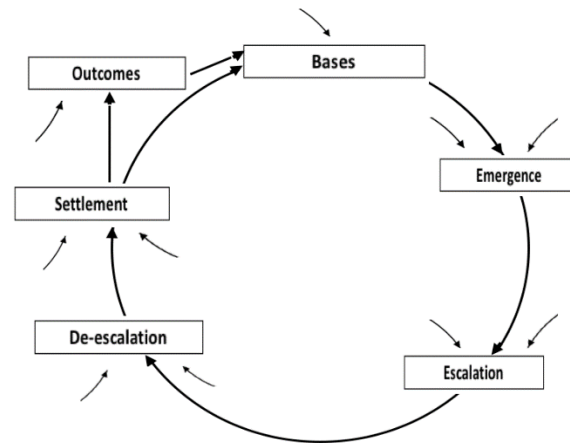 Bases
Outcomes
Emergence
Settlement
De-escalation
Escalation